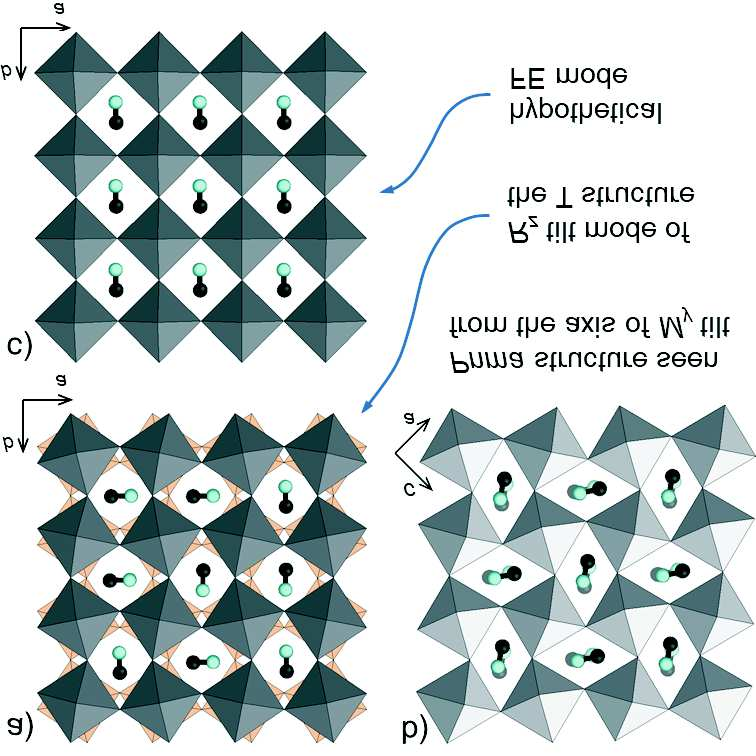 a
b
hypothetical
FE mode
R_z tilt mode of
the T structure
c)
Pnma structure seen
from the axis of M_y tilt
a
b
a
c
a)
b)